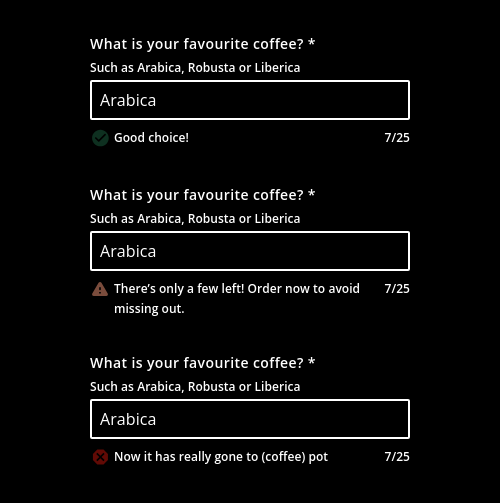 What is your favourite coffee? *
Such as Arabica, Robusta or Liberica
Arabica
Good choice! 7/25
What is your favourite coffee? *
Such as Arabica, Robusta or Liberica
Arabica
There's only a few left! Order now to avoid 7/25
missing out.
What is your favourite coffee? *
Such as Arabica, Robusta or Liberica
Arabica
Now it has really gone to (coffee) pot 7/25